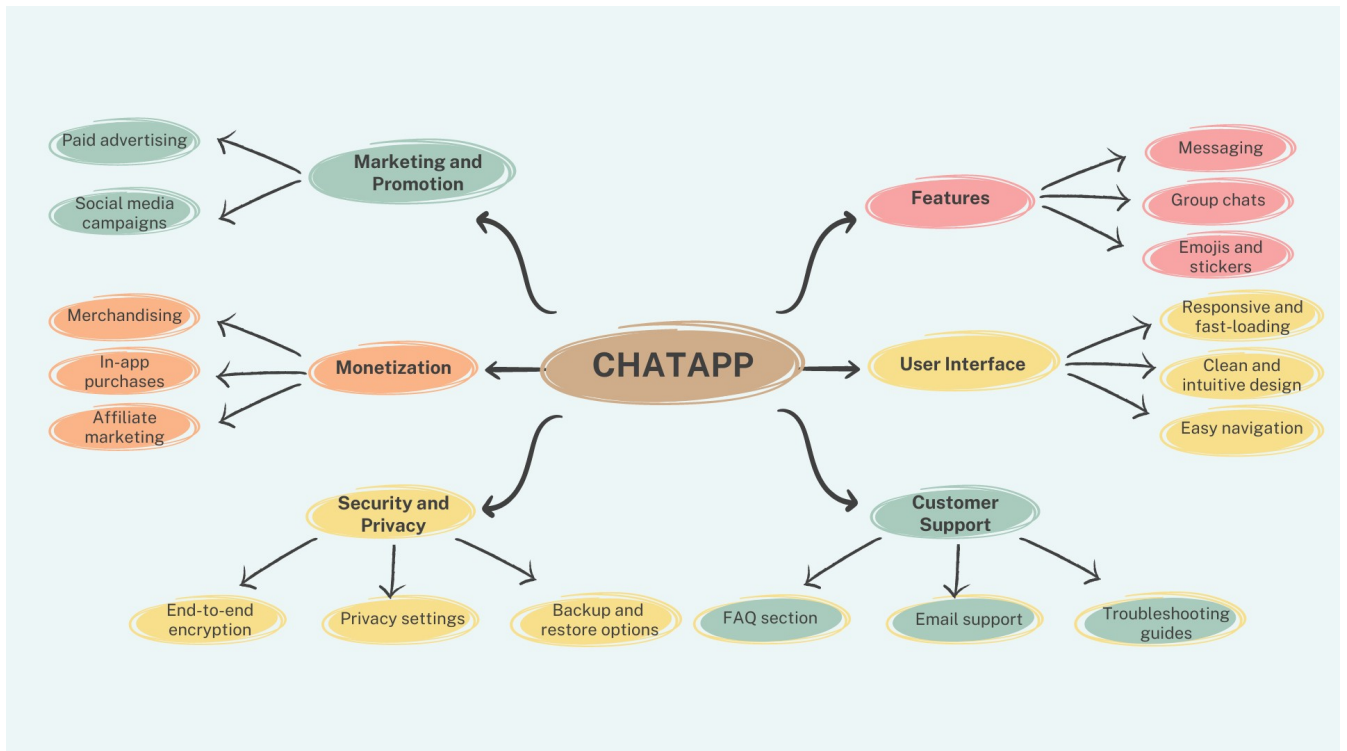 CHATAPP
Marketing and
Promotion
Paid advertising
Social media
campaigns
Monetization
Merchandising
In-app
purchases
Affiliate
marketing
Security and
Privacy
End-to-end
encryption
Privacy settings
Backup and
restore options
Features
Messaging
Group chats
Emojis and
stickers
User Interface
Responsive and
fast-loading
Clean and
intuitive design
Easy navigation
Customer
Support
FAQ section
Email support
Troubleshooting
guides